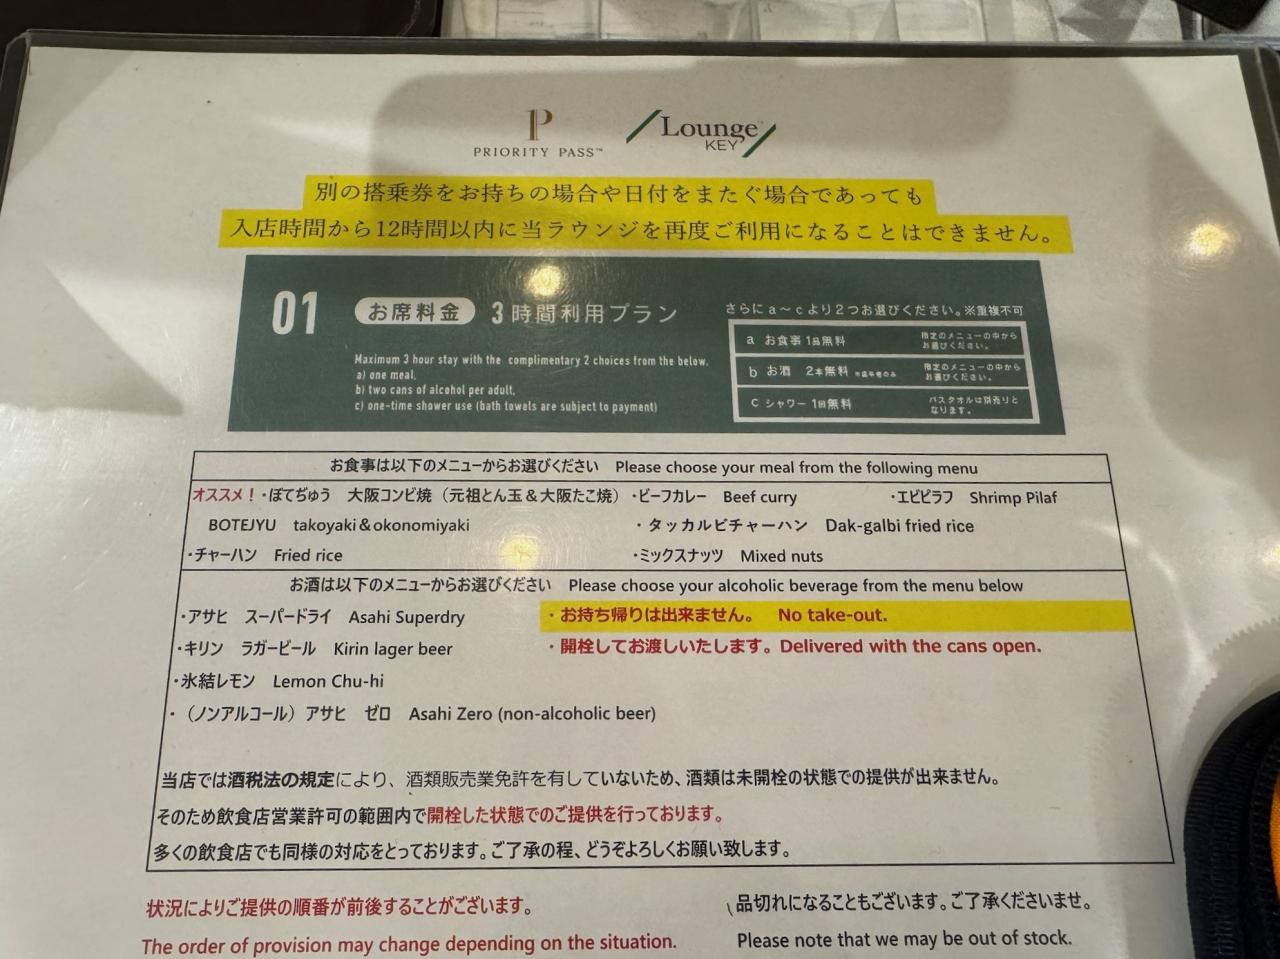 PRIORITY PASS™
Lounge KEY
別の搭乗券をお持ちの場合や日付をまたぐ場合であっても
入店時間から12時間以内に当ラウンジを再度ご利用になることはできません。
01 お席料金 3時間利用プラン
Maximum 3 hour stay with the complimentary 2 choices from the below.
a) one meal,
b) two cans of alcohol per adult,
c) one-time shower use (bath towels are subject to payment)
さらにa～cより2つお選びください。※重複不可
a お食事 1品無料 指定のメニューの中からお選びください。
b お酒 2本無料 ※成年者のみ 指定のメニューの中からお選びください。
c シャワー 1回無料 バスタオルは別売りとなります。
お食事は以下のメニューからお選びください Please choose your meal from the following menu
オススメ！・ぼてぢゅう 大阪コンビ焼（元祖とん玉＆大阪たこ焼） ・ビーフカレー Beef curry ・エビピラフ Shrimp Pilaf
BOTEJYU takoyaki＆okonomiyaki ・タッカルビチャーハン Dak-galbi fried rice
・チャーハン Fried rice ・ミックスナッツ Mixed nuts
お酒は以下のメニューからお選びください Please choose your alcoholic beverage from the menu below
・アサヒ スーパードライ Asahi Superdry ・お持ち帰りは出来ません。 No take-out.
・キリン ラガービール Kirin lager beer ・開栓してお渡しいたします。Delivered with the cans open.
・氷結レモン Lemon Chu-hi
・（ノンアルコール）アサヒ ゼロ Asahi Zero (non-alcoholic beer)
当店では酒税法の規定により、酒類販売業免許を有していないため、酒類は未開栓の状態での提供が出来ません。
そのため飲食店営業許可の範囲内で開栓した状態でのご提供を行っております。
多くの飲食店でも同様の対応をとっております。ご了承の程、どうぞよろしくお願い致します。
状況によりご提供の順番が前後することがございます。 品切れになることもございます。ご了承くださいませ。
The order of provision may change depending on the situation. Please note that we may be out of stock.